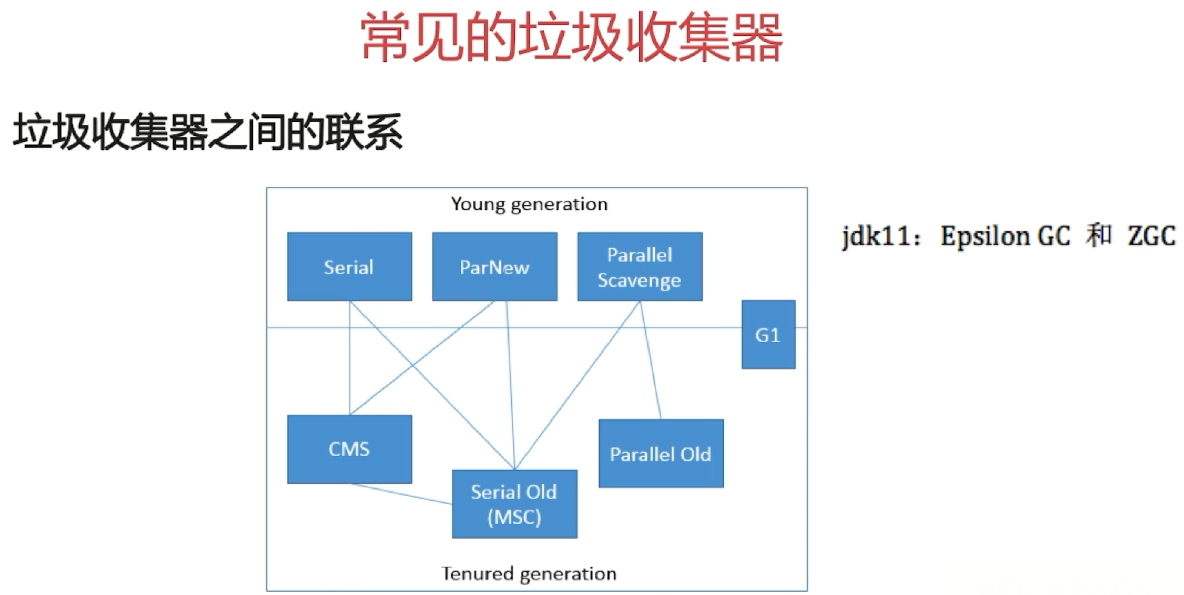 常见的垃圾收集器
垃圾收集器之间的联系
Young generation
Serial
ParNew
Parallel
Scavenge
jdk11：Epsilon GC 和 ZGC
G1
CMS
Parallel Old
Serial Old
(MSC)
Tenured generation